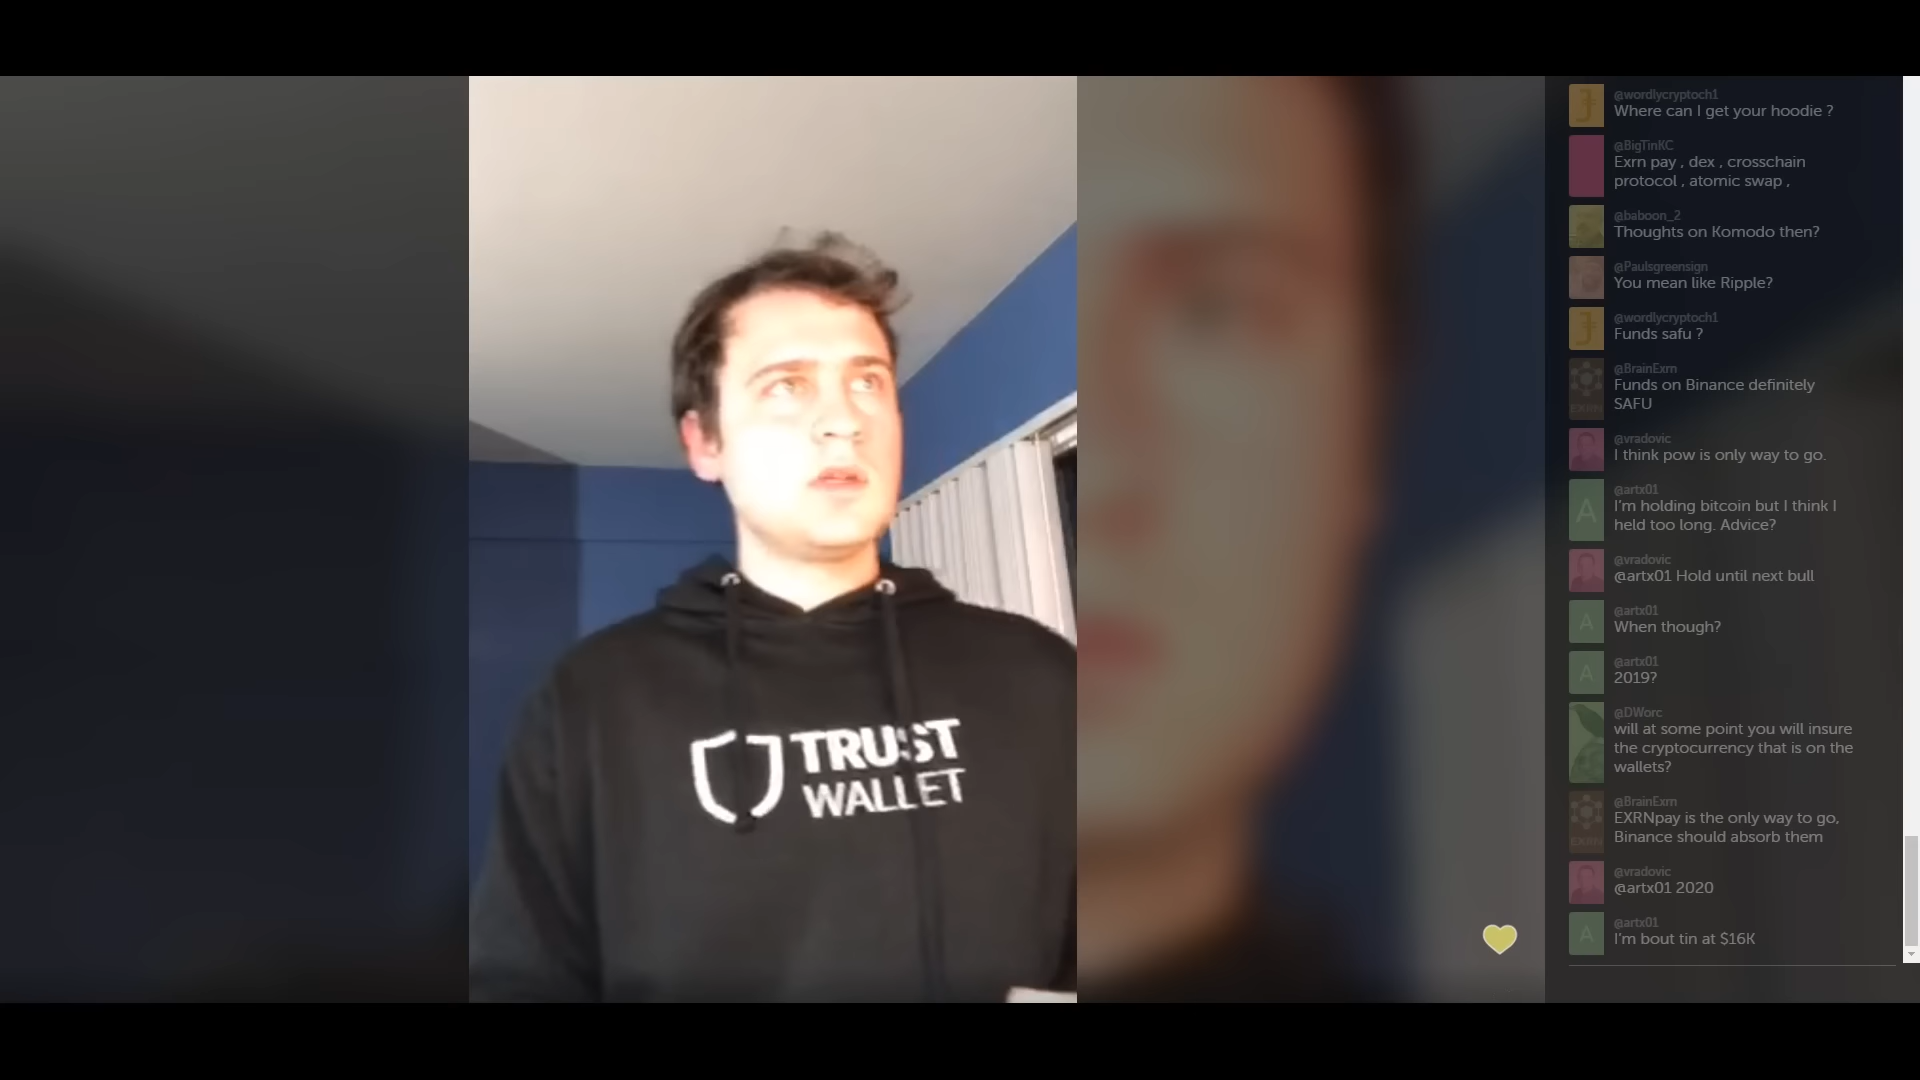 TRUST
WALLET
@wordlycryptoch1
Where can I get your hoodie ?
@BigTinKC
Exrn pay , dex , crosschain
protocol , atomic swap ,
@baboon_2
Thoughts on Komodo then?
@Paulsgreensign
You mean like Ripple?
@wordlycryptoch1
Funds safu ?
@BrainExrn
Funds on Binance definitely
SAFU
EXRN
@vradovic
I think pow is only way to go.
@artx01
I'm holding bitcoin but I think I
held too long. Advice?
A
@vradovic
@artx01 Hold until next bull
@artx01
When though?
A
@artx01
2019?
A
@DWorc
will at some point you will insure
the cryptocurrency that is on the
wallets?
@BrainExrn
EXRNpay is the only way to go,
Binance should absorb them
EXRN
@vradovic
@artx01 2020
@artx01
I'm bout tin at $16K
A